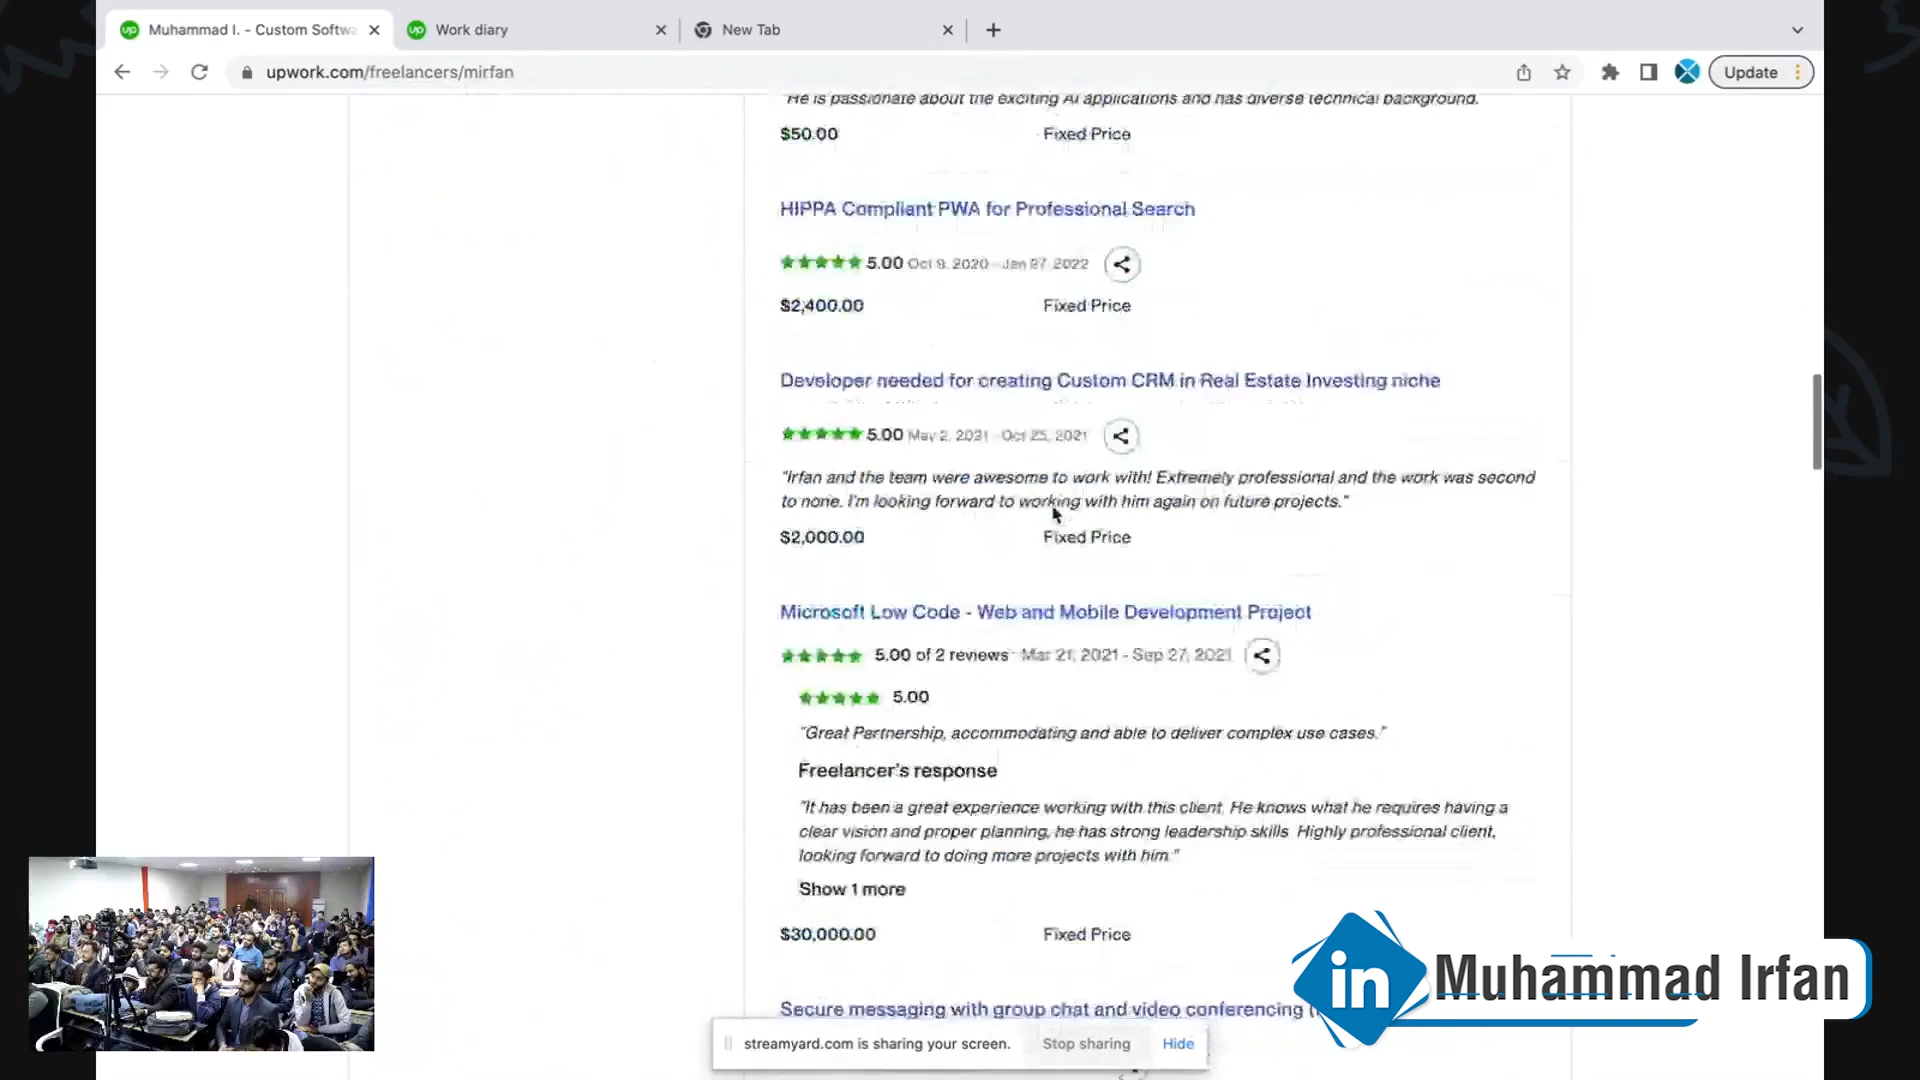 Muhammad I. - Custom Softwa
Work diary
New Tab
upwork.com/freelancers/mirfan
Update
"He is passionate about the exciting AI applications and has diverse technical background.
$50.00 Fixed Price
HIPPA Compliant PWA for Professional Search
5.00 Oct 9, 2020 - Jan 27, 2022
$2,400.00 Fixed Price
Developer needed for creating Custom CRM in Real Estate Investing niche
5.00 May 2, 2021 - Oct 25, 2021
"Irfan and the team were awesome to work with! Extremely professional and the work was second
to none. I'm looking forward to working with him again on future projects."
$2,000.00 Fixed Price
Microsoft Low Code - Web and Mobile Development Project
5.00 of 2 reviews Mar 21, 2021 - Sep 27, 2021
5.00
"Great Partnership, accommodating and able to deliver complex use cases."
Freelancer's response
"It has been a great experience working with this client. He knows what he requires having a
clear vision and proper planning, he has strong leadership skills Highly professional client,
looking forward to doing more projects with him."
Show 1 more
$30,000.00 Fixed Price
Secure messaging with group chat and video conferencing
streamyard.com is sharing your screen. Stop sharing Hide
in Muhammad Irfan